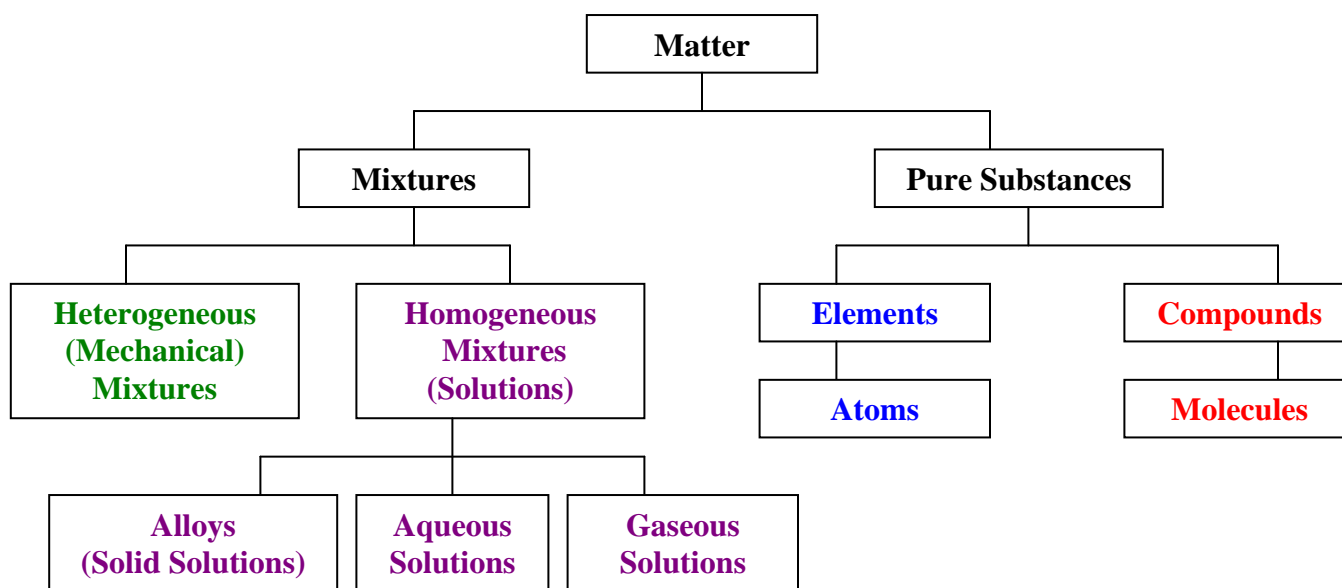 Matter
Mixtures
Pure Substances
Heterogeneous
(Mechanical)
Mixtures
Homogeneous
Mixtures
(Solutions)
Elements
Compounds
Atoms
Molecules
Alloys
(Solid Solutions)
Aqueous
Solutions
Gaseous
Solutions